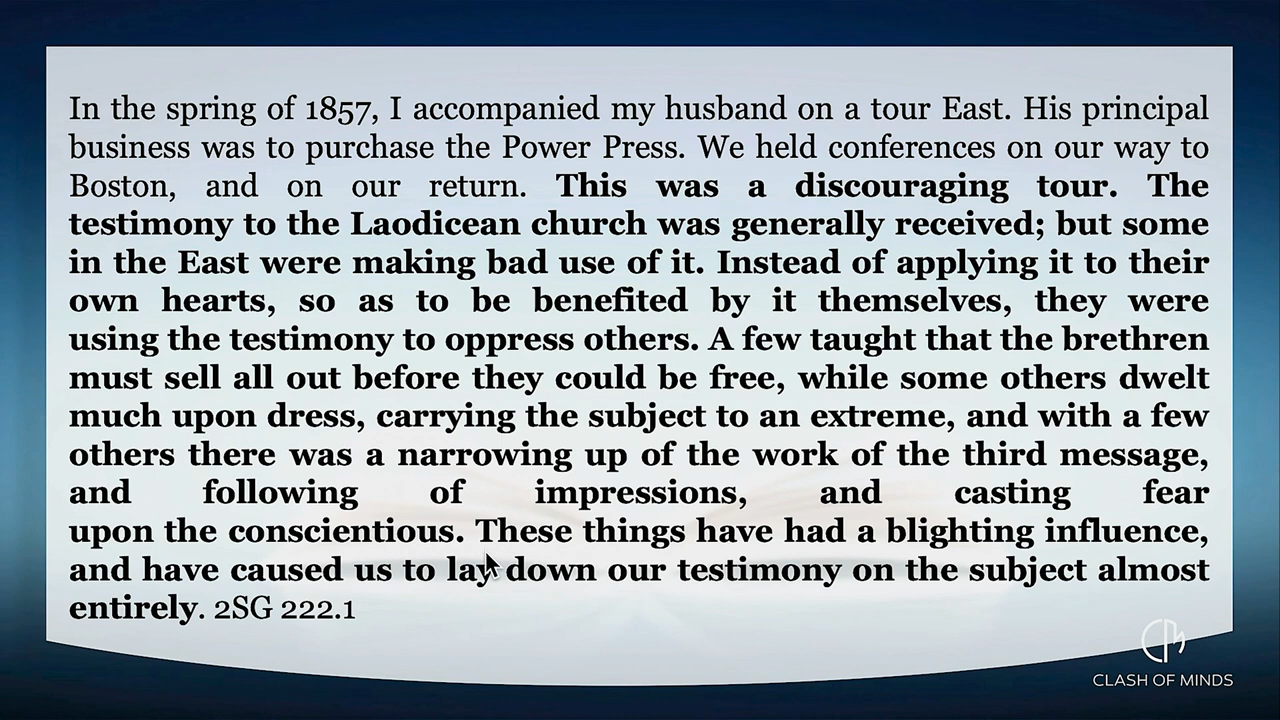 In the spring of 1857, I accompanied my husband on a tour East. His principal
business was to purchase the Power Press. We held conferences on our way to
Boston, and on our return. This was a discouraging tour. The
testimony to the Laodicean church was generally received; but some
in the East were making bad use of it. Instead of applying it to their
own hearts, so as to be benefited by it themselves, they were
using the testimony to oppress others. A few taught that the brethren
must sell all out before they could be free, while some others dwelt
much upon dress, carrying the subject to an extreme, and with a few
others there was a narrowing up of the work of the third message,
and following of impressions, and casting fear
upon the conscientious. These things have had a blighting influence,
and have caused us to lay down our testimony on the subject almost
entirely. 2SG 222.1
CLASH OF MINDS